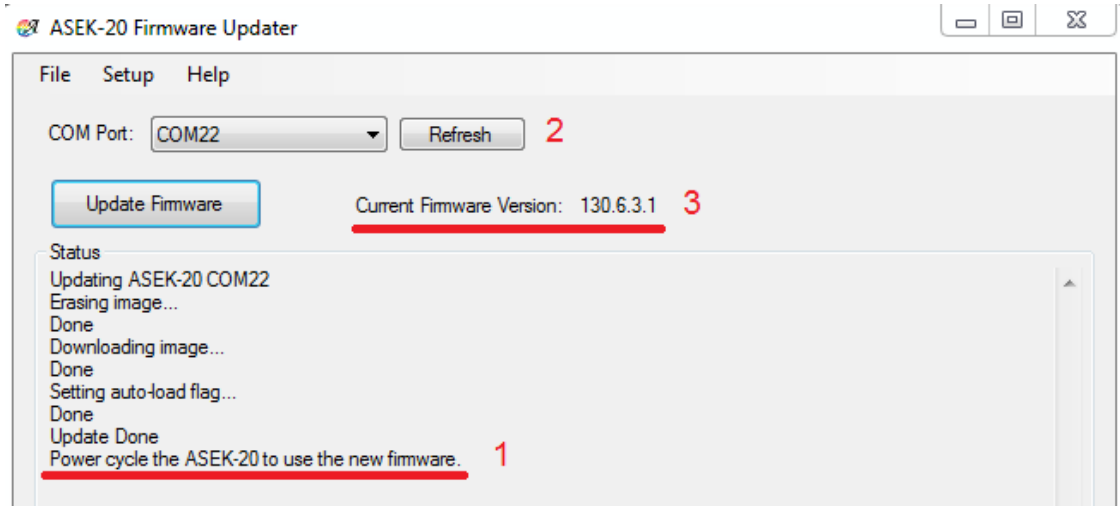 ASEK-20 Firmware Updater
File Setup Help
COM Port: COM22 Refresh 2
Update Firmware Current Firmware Version: 130.6.3.1 3
Status
Updating ASEK-20 COM22
Erasing image...
Done
Downloading image...
Done
Setting auto-load flag...
Done
Update Done
Power cycle the ASEK-20 to use the new firmware. 1